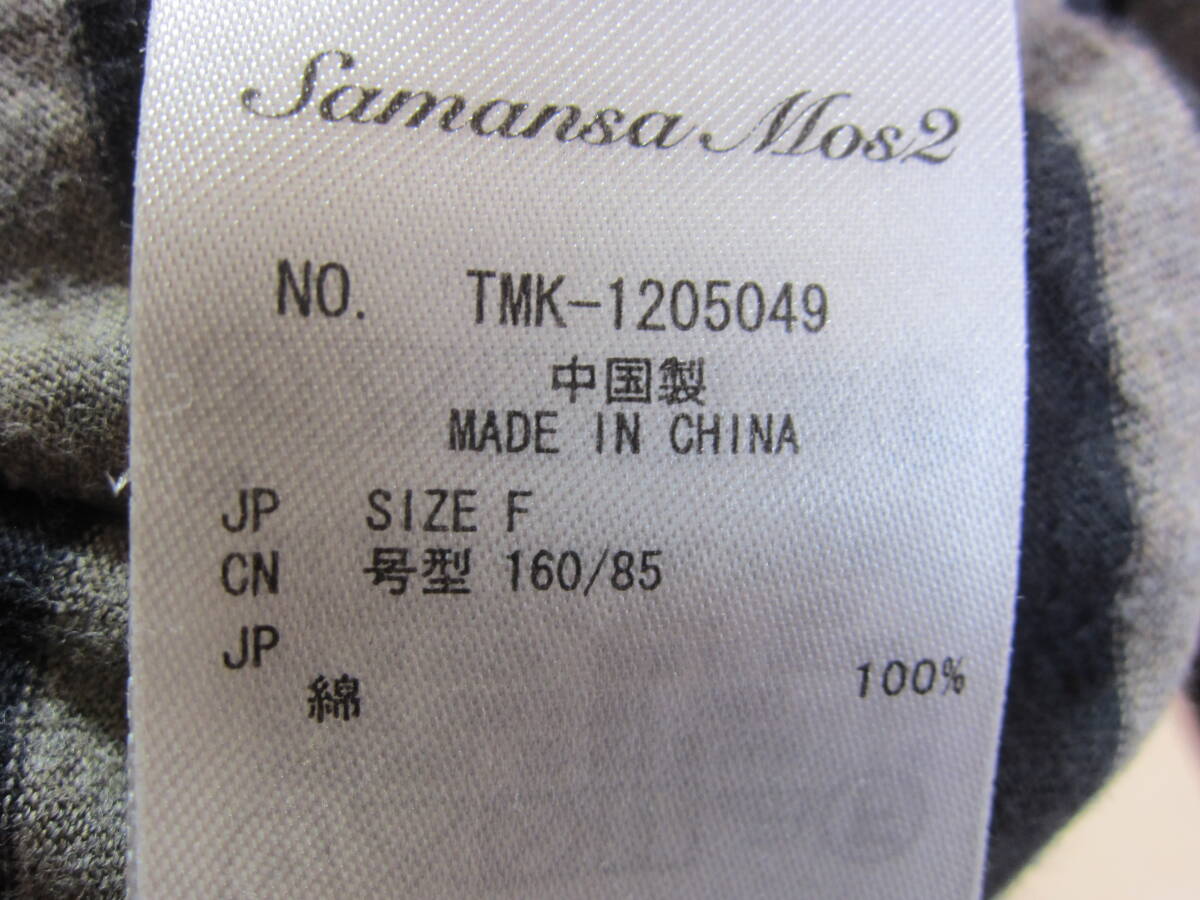 Samansa Mos2
NO. TMK-1205049
中国製
MADE IN CHINA
JP SIZE F
CN 号型 160/85
JP
綿 100%